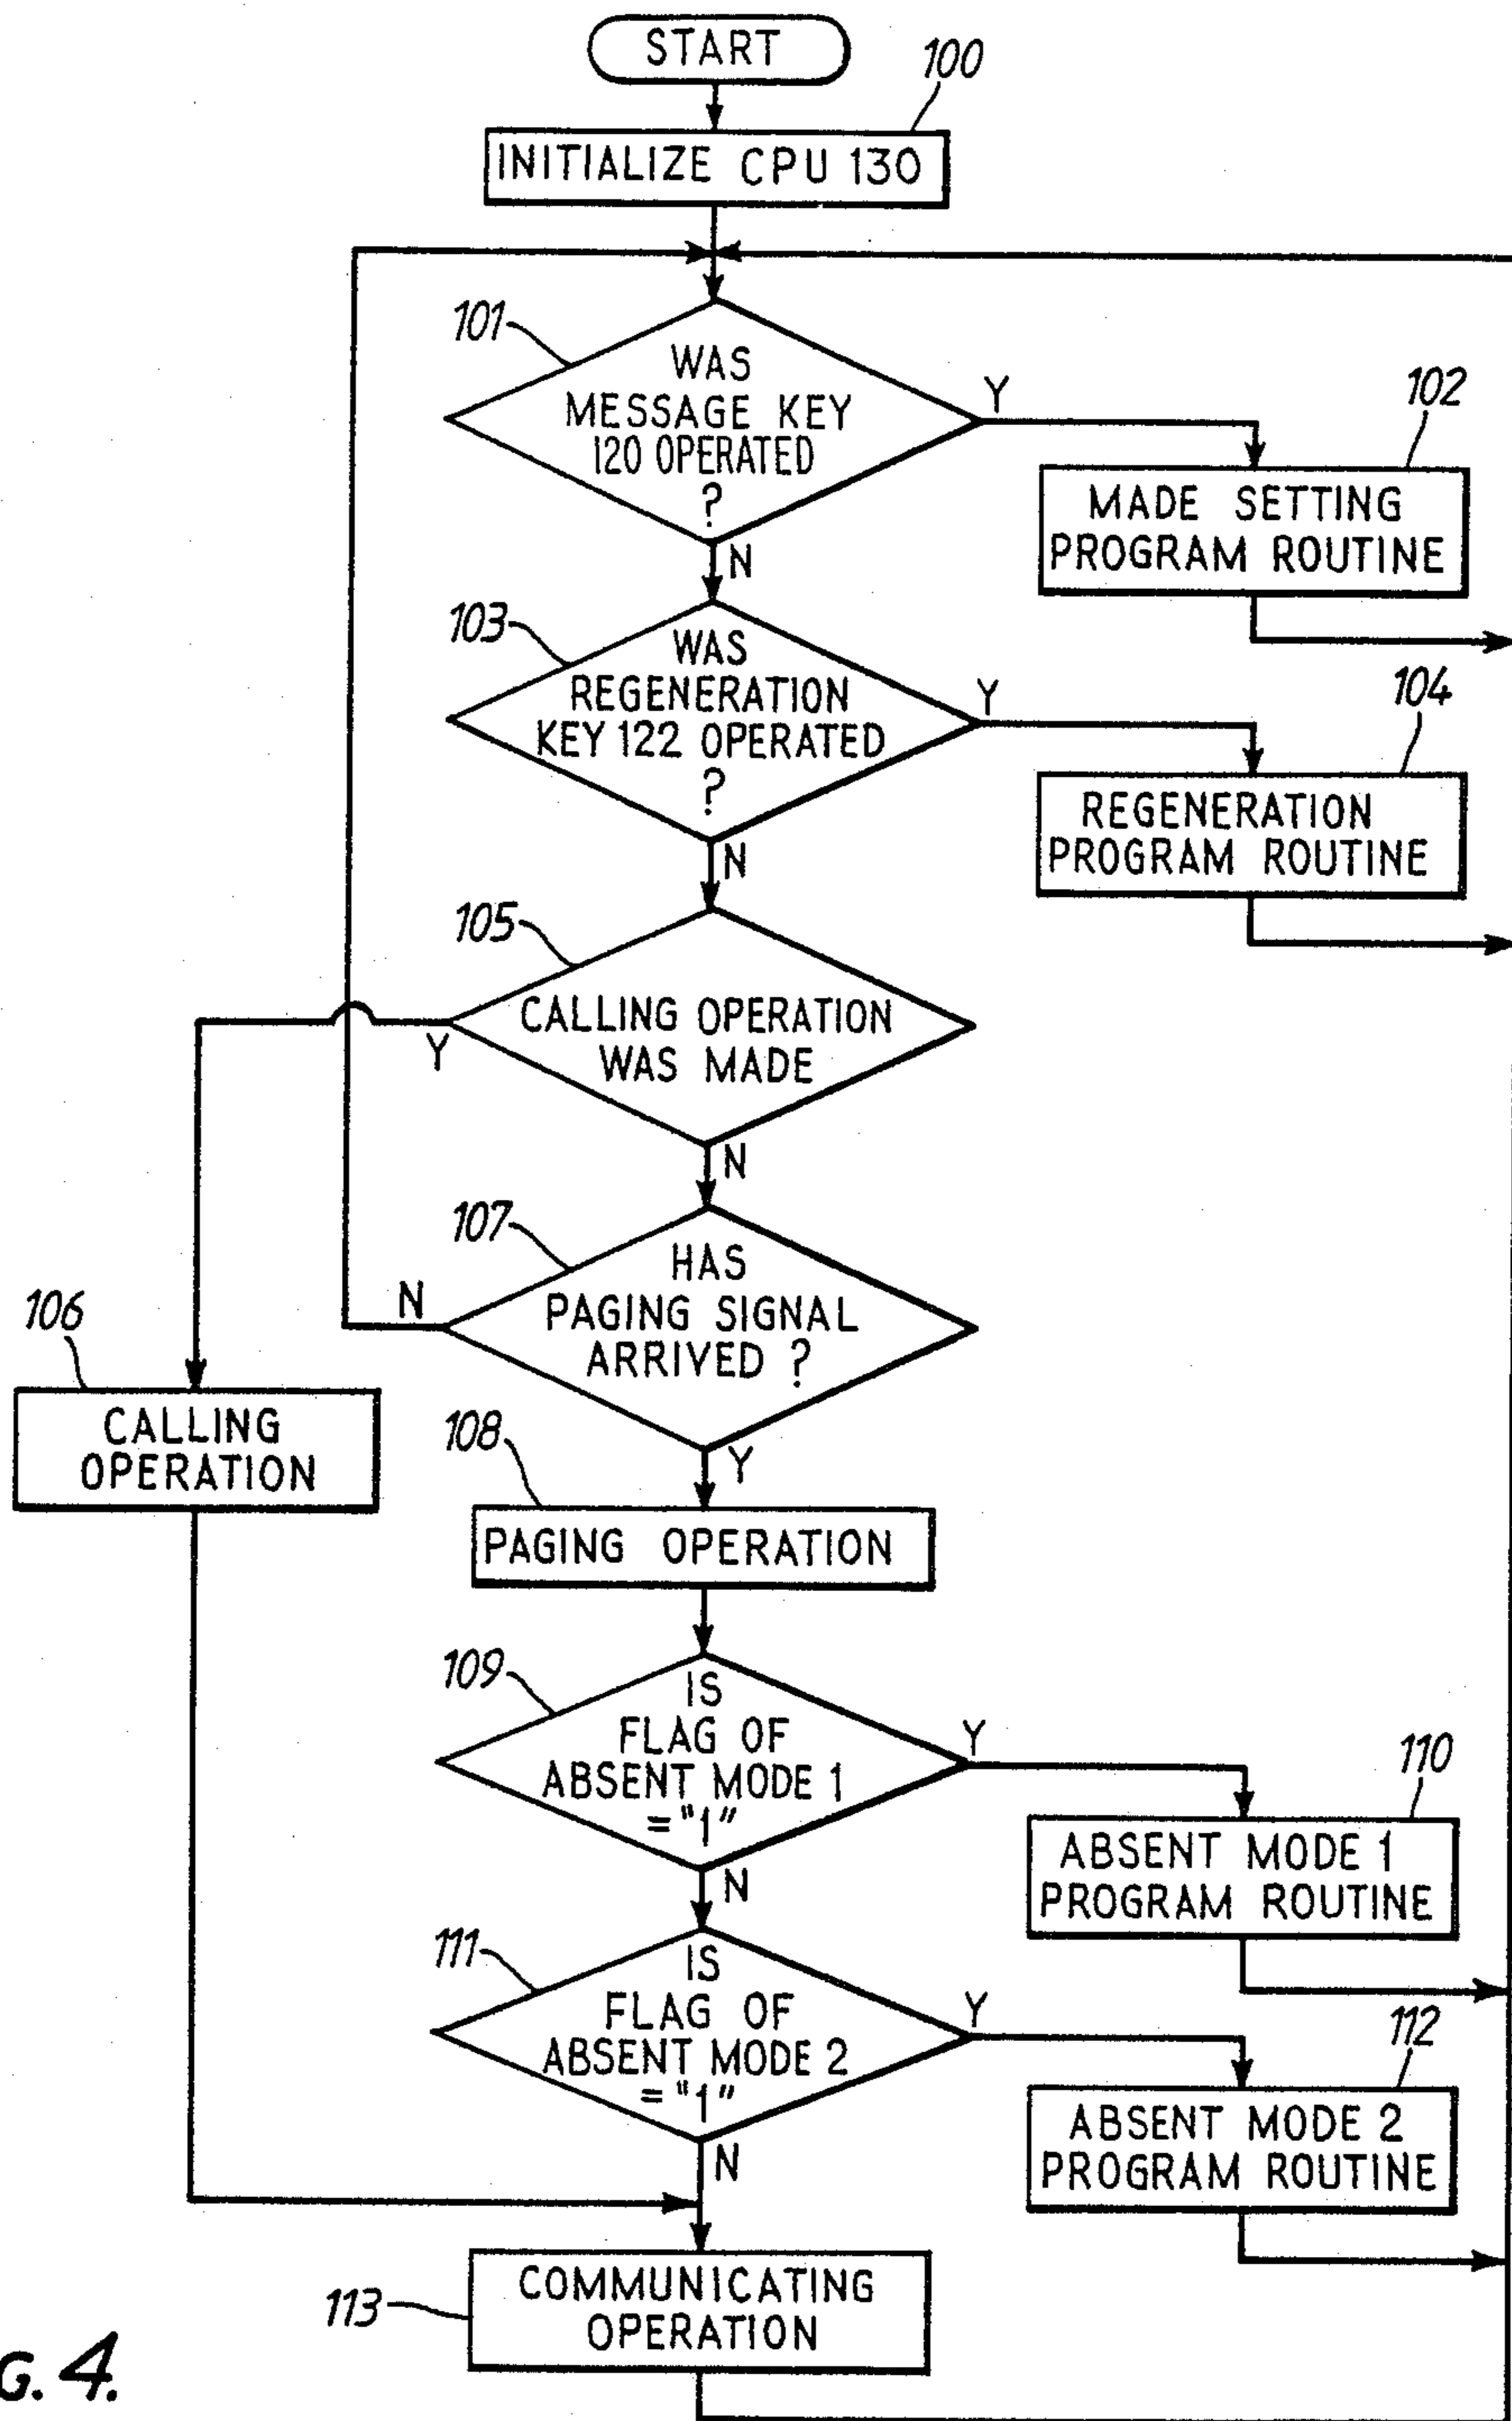 START
100
INITIALIZE CPU 130
101
WAS
MESSAGE KEY
120 OPERATED
?
Y
N
102
MADE SETTING
PROGRAM ROUTINE
103
WAS
REGENERATION
KEY 122 OPERATED
?
Y
N
104
REGENERATION
PROGRAM ROUTINE
105
CALLING OPERATION
WAS MADE
Y
N
107
HAS
PAGING SIGNAL
ARRIVED ?
N
Y
106
CALLING
OPERATION
108
PAGING OPERATION
109
IS
FLAG OF
ABSENT MODE 1
="1"
Y
N
110
ABSENT MODE 1
PROGRAM ROUTINE
111
IS
FLAG OF
ABSENT MODE 2
="1"
Y
N
112
ABSENT MODE 2
PROGRAM ROUTINE
113
COMMUNICATING
OPERATION
G. 4.